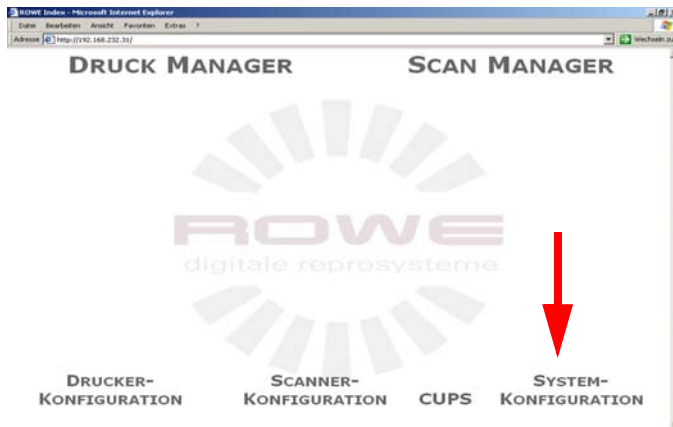 ROWE Index - Microsoft Internet Explorer
Datei Bearbeiten Ansicht Favoriten Extras ?
Adresse http://192.168.232.31/ Wechseln zu
DRUCK MANAGER SCAN MANAGER
ROWE
digitale reprosysteme
DRUCKER- SCANNER- SYSTEM-
KONFIGURATION KONFIGURATION CUPS KONFIGURATION